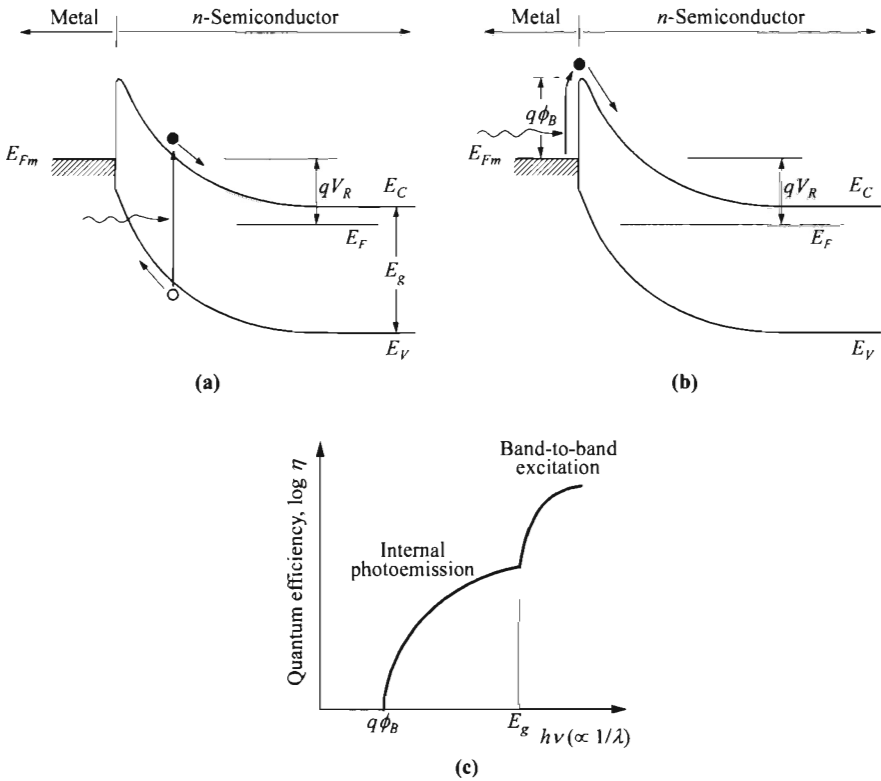 Metal
n-Semiconductor
qV_R
E_Fm
E_C
E_F
E_g
E_V
(a)
Metal
n-Semiconductor
qϕ_B
qV_R
E_Fm
E_C
E_F
E_V
(b)
Band-to-band
excitation
Internal
photoemission
Quantum efficiency, log η
qϕ_B
E_g
hν (∝ 1/λ)
(c)